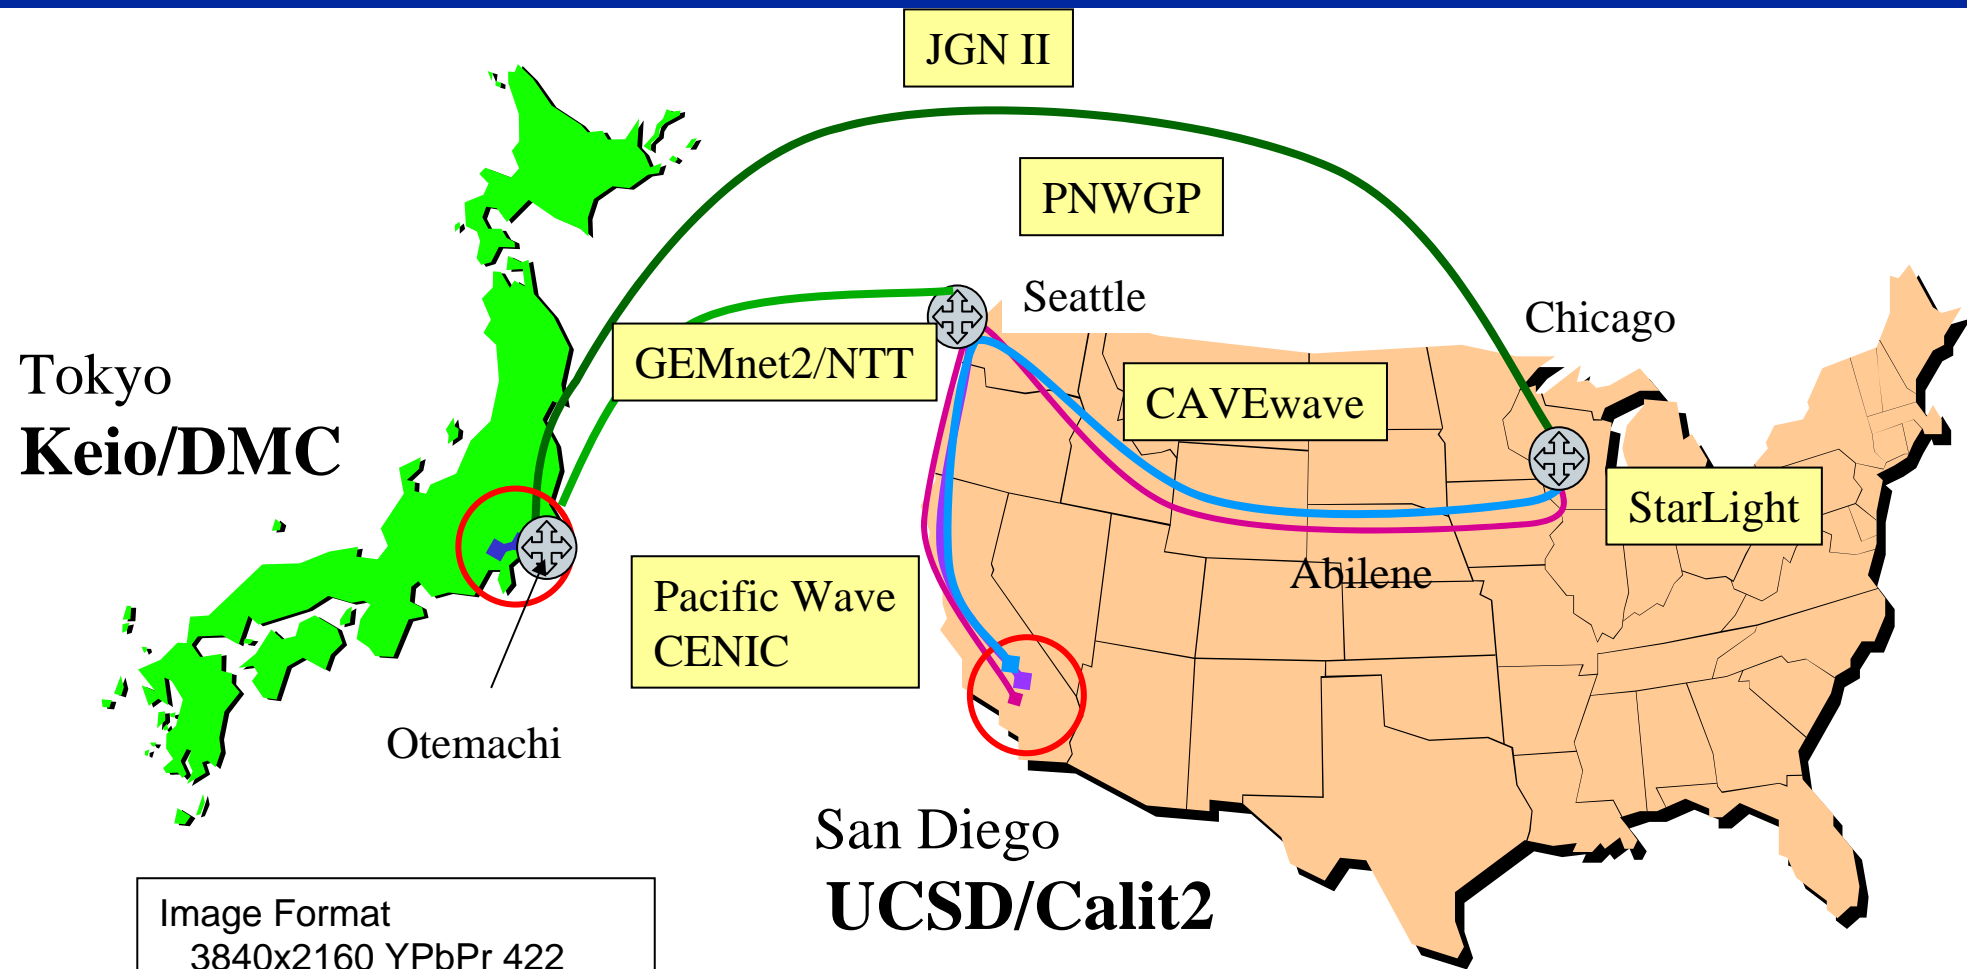 JGN II
PNWGP
Seattle
Chicago
GEMnet2/NTT
Tokyo
Keio/DMC
CAVEwave
StarLight
Abilene
Pacific Wave
CENIC
Otemachi
San Diego
UCSD/Calit2
Image Format
3840x2160 YPbPr 422